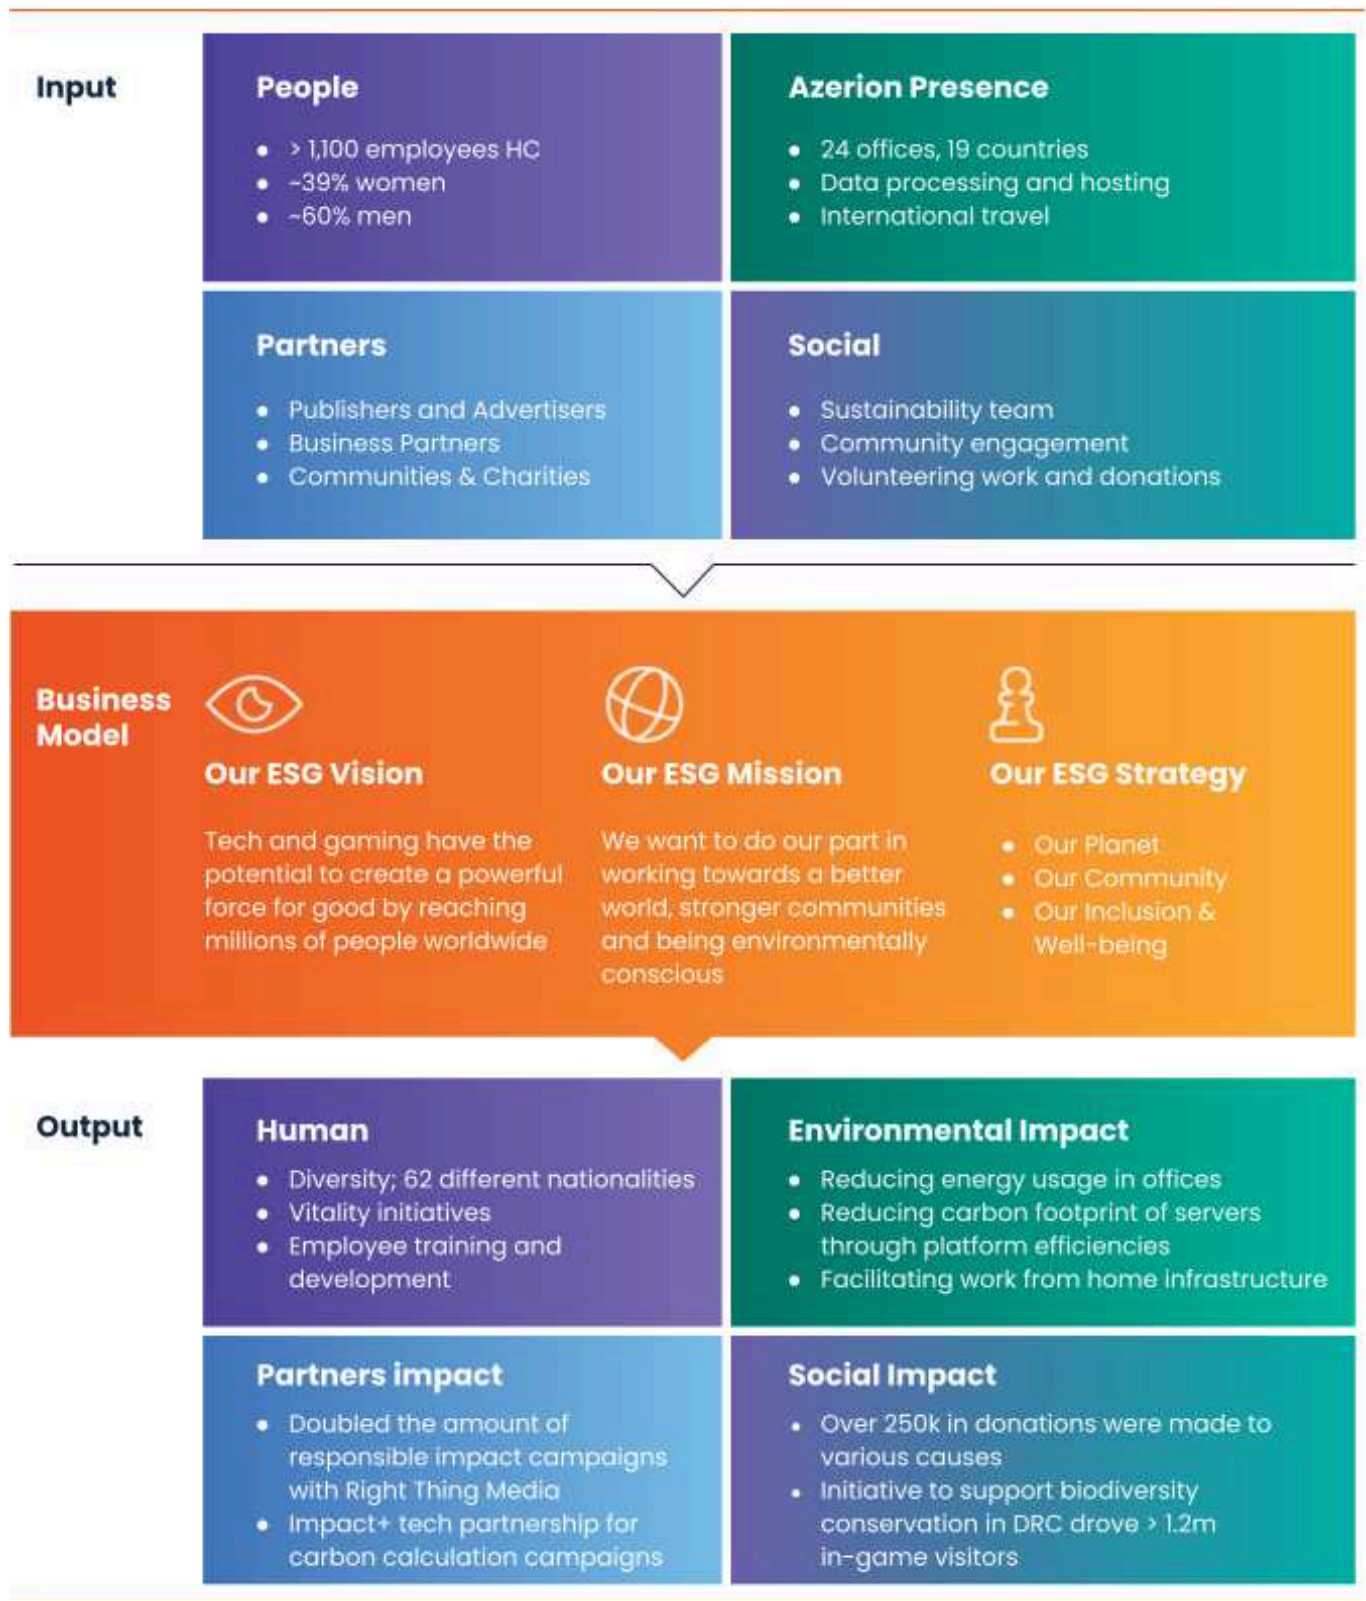 Input
People
• > 1,100 employees HC
• ~39% women
• ~60% men
Azerion Presence
• 24 offices, 19 countries
• Data processing and hosting
• International travel
Partners
• Publishers and Advertisers
• Business Partners
• Communities & Charities
Social
• Sustainability team
• Community engagement
• Volunteering work and donations
Business
Model
Our ESG Vision
Tech and gaming have the
potential to create a powerful
force for good by reaching
millions of people worldwide
Our ESG Mission
We want to do our part in
working towards a better
world, stronger communities
and being environmentally
conscious
Our ESG Strategy
• Our Planet
• Our Community
• Our Inclusion &
Well-being
Output
Human
• Diversity; 62 different nationalities
• Vitality initiatives
• Employee training and
development
Environmental Impact
• Reducing energy usage in offices
• Reducing carbon footprint of servers
through platform efficiencies
• Facilitating work from home infrastructure
Partners impact
• Doubled the amount of
responsible impact campaigns
with Right Thing Media
• Impact+ tech partnership for
carbon calculation campaigns
Social Impact
• Over 250k in donations were made to
various causes
• Initiative to support biodiversity
conservation in DRC drove > 1.2m
in-game visitors